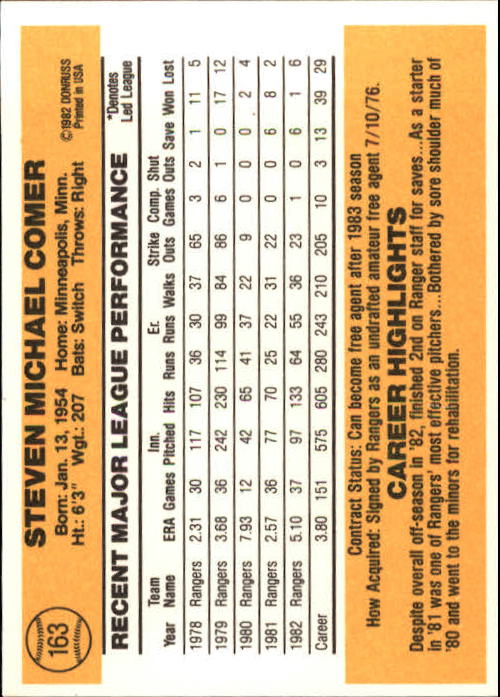 163
STEVEN MICHAEL COMER
Born: Jan. 13, 1954 Home: Minneapolis, Minn.
Ht.: 6'3" Wgt.: 207 Bats: Switch Throws: Right
©1982 DONRUSS
Printed in USA
RECENT MAJOR LEAGUE PERFORMANCE
*Denotes
Led League
Team Inn. Er. Strike Comp. Shut
Year Name ERA Games Pitched Hits Runs Runs Walks Outs Games Outs Save Won Lost
1978 Rangers 2.31 30 117 107 36 30 37 65 3 2 1 11 5
1979 Rangers 3.68 36 242 230 114 99 84 86 6 1 0 17 12
1980 Rangers 7.93 12 42 65 41 37 22 9 0 0 0 2 4
1981 Rangers 2.57 36 77 70 25 22 31 22 0 0 6 8 2
1982 Rangers 5.10 37 97 133 64 55 36 23 1 0 6 1 6
Career 3.80 151 575 605 280 243 210 205 10 3 13 39 29
Contract Status: Can become free agent after 1983 season
How Acquired: Signed by Rangers as an undrafted amateur free agent 7/10/76.
CAREER HIGHLIGHTS
Despite overall off-season in '82, finished 2nd on Ranger staff for saves...As a starter
in '81 was one of Rangers' most effective pitchers...Bothered by sore shoulder much of
'80 and went to the minors for rehabilitation.